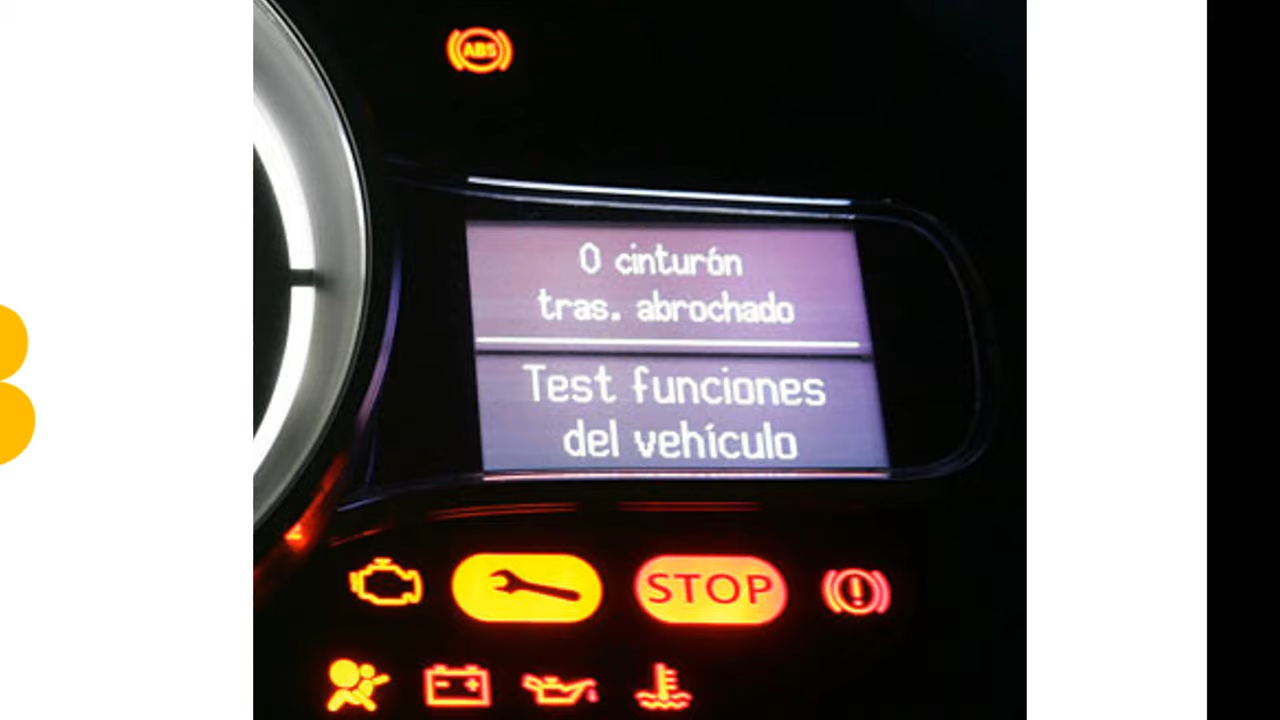 ABS
0 cinturón
tras. abrochado
Test funciones
del vehículo
STOP